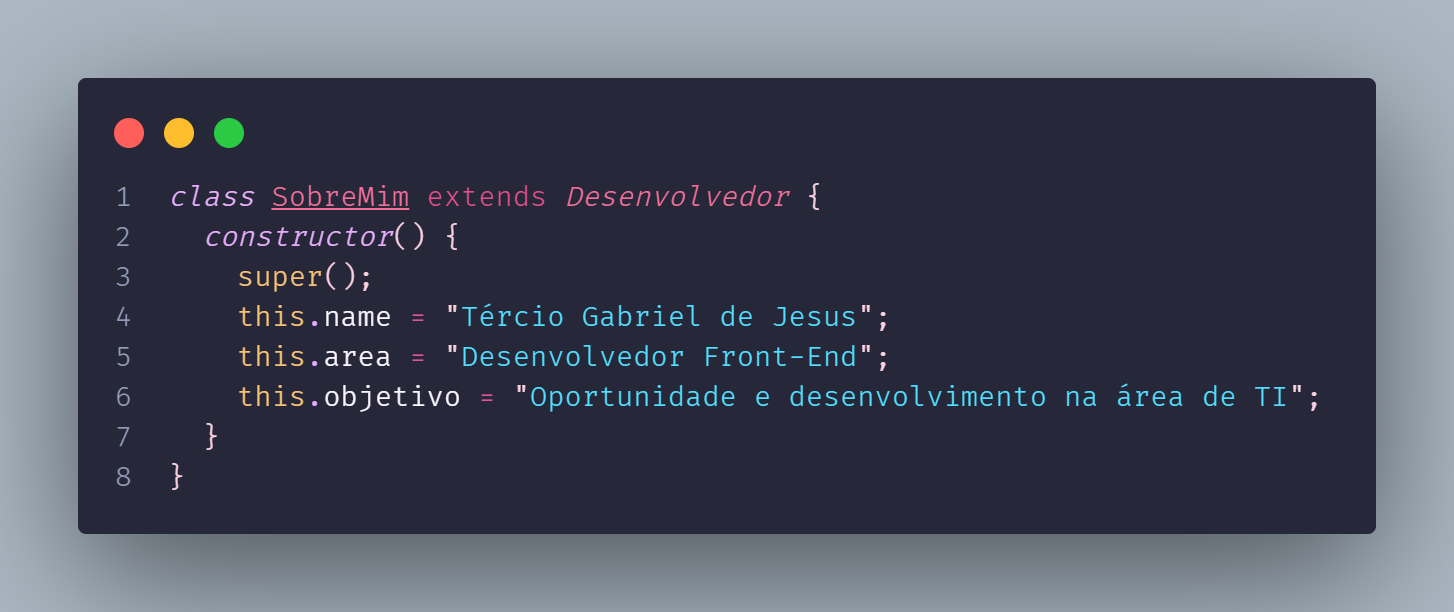 1 class SobreMim extends Desenvolvedor {
2   constructor() {
3     super();
4     this.name = "Tércio Gabriel de Jesus";
5     this.area = "Desenvolvedor Front-End";
6     this.objetivo = "Oportunidade e desenvolvimento na área de TI";
7   }
8 }